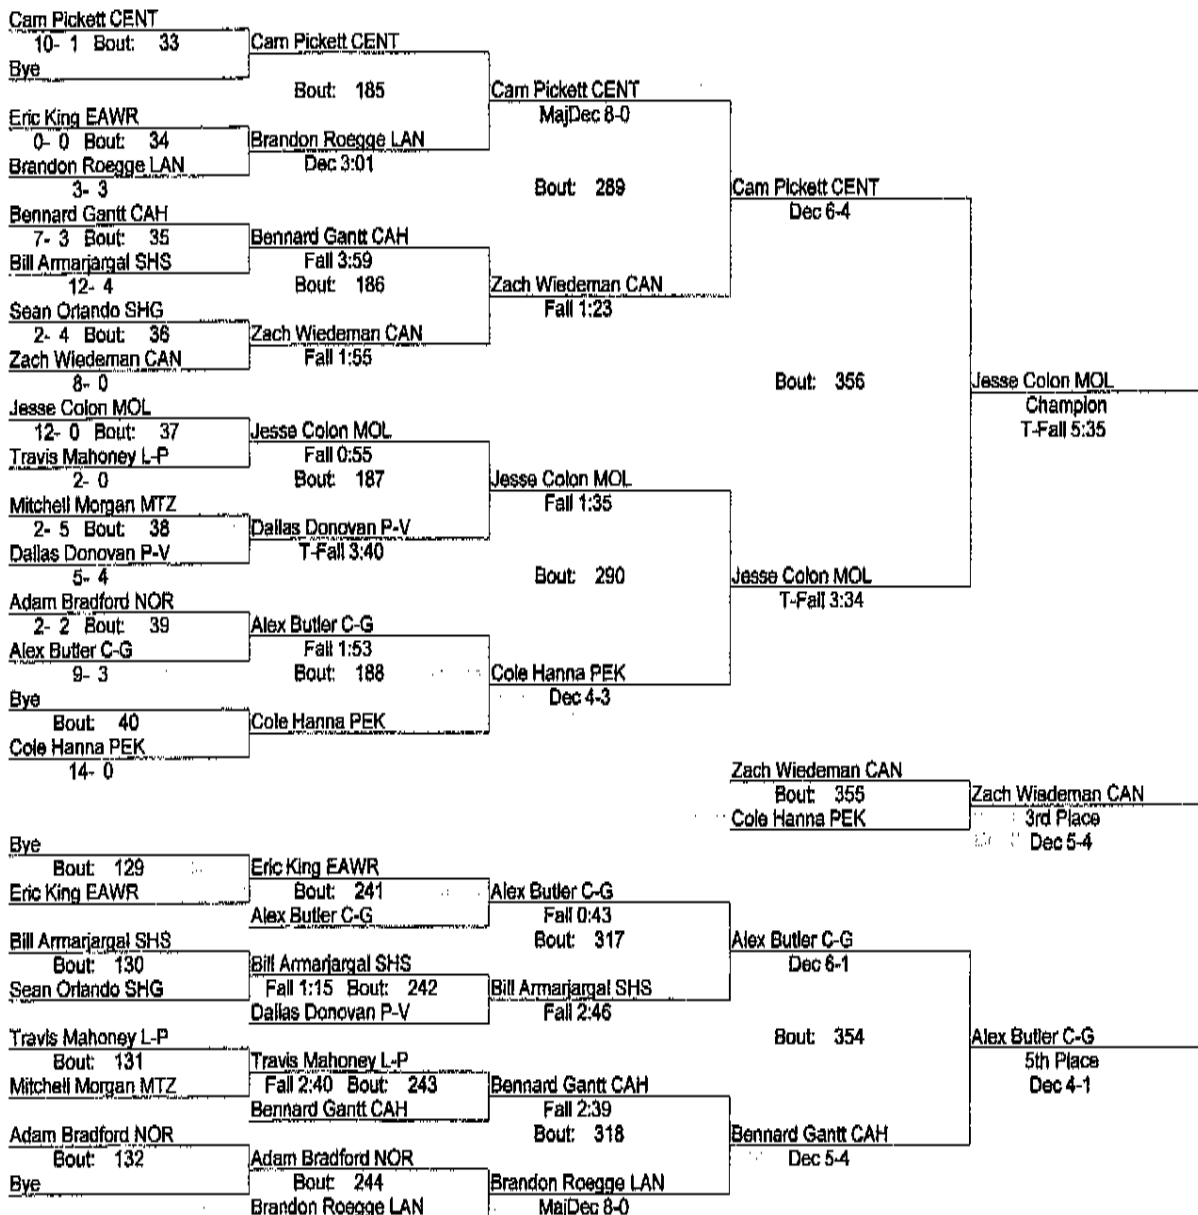 Cam Pickett CENT
10- 1 Bout: 33
Bye
Cam Pickett CENT
Bout: 185
Eric King EAWR
0- 0 Bout: 34
Brandon Roegge LAN
3- 3
Brandon Roegge LAN
Dec 3:01
Cam Pickett CENT
MajDec 8-0
Bout: 289
Bennard Gantt CAH
7- 3 Bout: 35
Bill Armarjargal SHS
12- 4
Bennard Gantt CAH
Fall 3:59
Bout: 186
Sean Orlando SHG
2- 4 Bout: 36
Zach Wiedeman CAN
8- 0
Zach Wiedeman CAN
Fall 1:55
Zach Wiedeman CAN
Fall 1:23
Cam Pickett CENT
Dec 6-4
Bout: 356
Jesse Colon MOL
12- 0 Bout: 37
Travis Mahoney L-P
2- 0
Jesse Colon MOL
Fall 0:55
Bout: 187
Mitchell Morgan MTZ
2- 5 Bout: 38
Dallas Donovan P-V
5- 4
Dallas Donovan P-V
T-Fall 3:40
Jesse Colon MOL
Fall 1:35
Bout: 290
Adam Bradford NOR
2- 2 Bout: 39
Alex Butler C-G
9- 3
Alex Butler C-G
Fall 1:53
Bout: 188
Bye
Bout: 40
Cole Hanna PEK
14- 0
Cole Hanna PEK
Cole Hanna PEK
Dec 4-3
Jesse Colon MOL
T-Fall 3:34
Jesse Colon MOL
Champion
T-Fall 5:35
Zach Wiedeman CAN
Bout: 355
Cole Hanna PEK
Zach Wiedeman CAN
3rd Place
Dec 5-4
Bye
Bout: 129
Eric King EAWR
Eric King EAWR
Bout: 241
Alex Butler C-G
Alex Butler C-G
Fall 0:43
Bout: 317
Bill Armarjargal SHS
Bout: 130
Sean Orlando SHG
Bill Armarjargal SHS
Fall 1:15 Bout: 242
Dallas Donovan P-V
Bill Armarjargal SHS
Fall 2:46
Alex Butler C-G
Dec 6-1
Bout: 354
Travis Mahoney L-P
Bout: 131
Mitchell Morgan MTZ
Travis Mahoney L-P
Fall 2:40 Bout: 243
Bennard Gantt CAH
Bennard Gantt CAH
Fall 2:39
Bout: 318
Adam Bradford NOR
Bout: 132
Bye
Adam Bradford NOR
Bout: 244
Brandon Roegge LAN
Brandon Roegge LAN
MajDec 8-0
Bennard Gantt CAH
Dec 5-4
Alex Butler C-G
5th Place
Dec 4-1